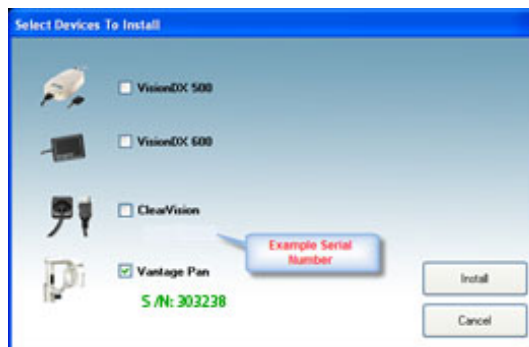 Select Devices To Install
VisionDX 500
VisionDX 600
ClearVision
Example Serial
Number
Vantage Pan
S /N: 303238
Install
Cancel